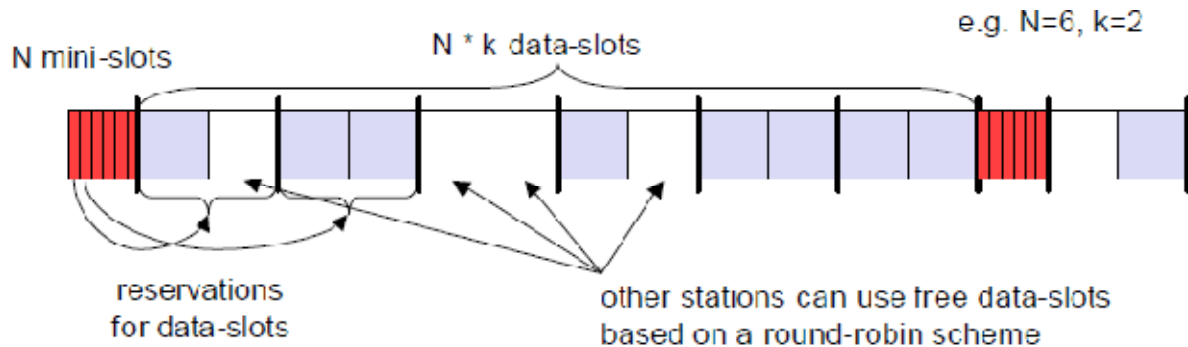 e.g. N=6, k=2
N * k data-slots
N mini-slots
reservations
for data-slots
other stations can use free data-slots
based on a round-robin scheme